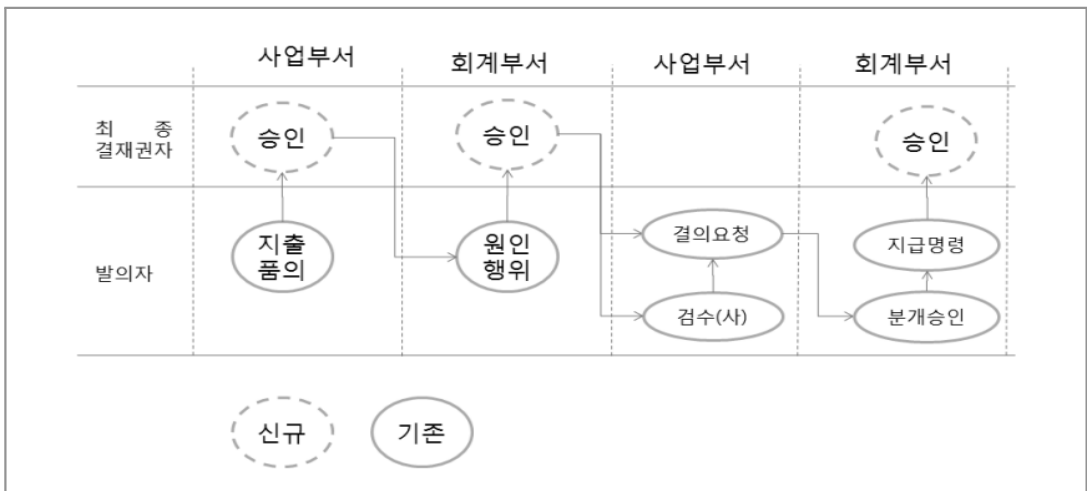 사업부서 회계부서 사업부서 회계부서
최 종
결재권자
승인 승인 승인
발의자
지출
품의
원인
행위
결의요청
지급명령
검수(사)
분개승인
신규 기존